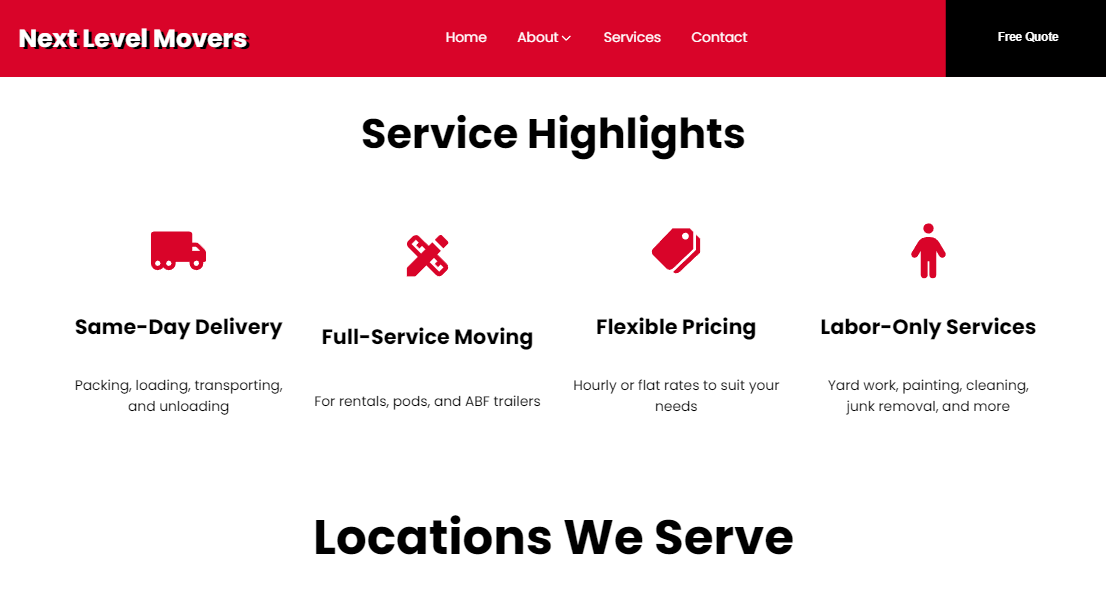 Next Level Movers
Home
About
Services
Contact
Free Quote
Service Highlights
Same-Day Delivery
Packing, loading, transporting,
and unloading
Full-Service Moving
For rentals, pods, and ABF trailers
Flexible Pricing
Hourly or flat rates to suit your
needs
Labor-Only Services
Yard work, painting, cleaning,
junk removal, and more
Locations We Serve